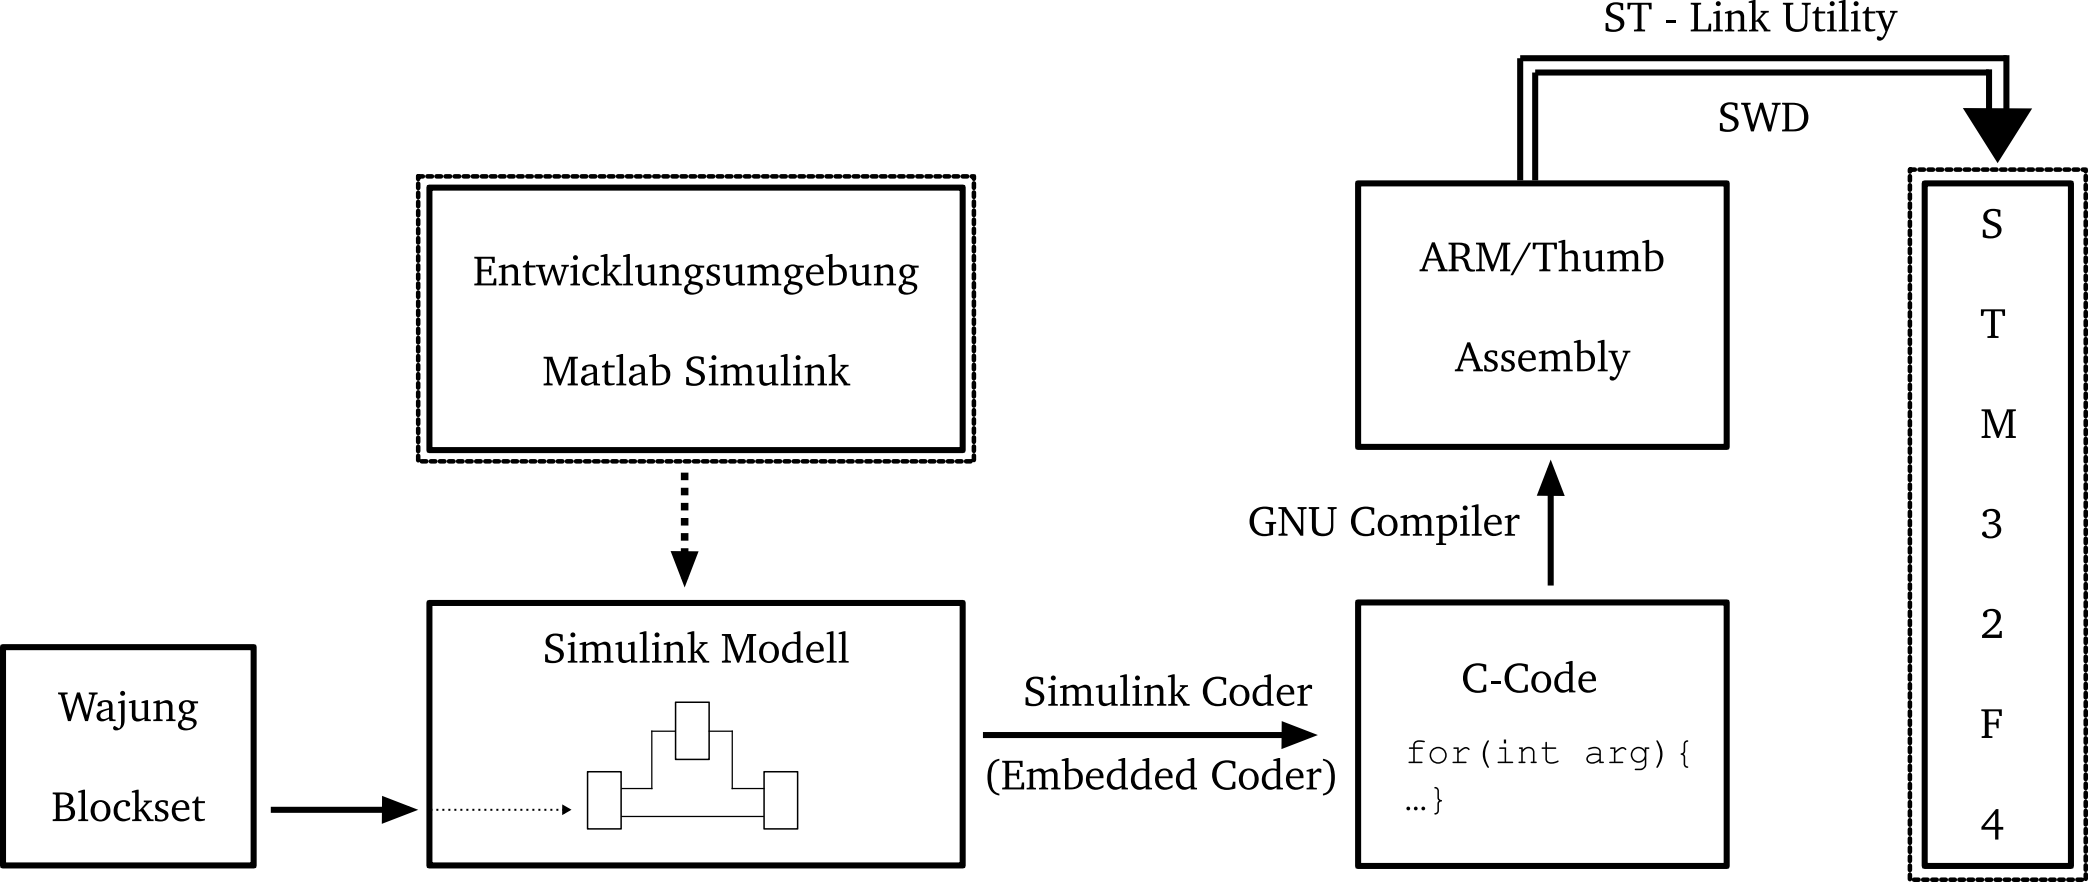 ST - Link Utility
SWD
Entwicklungsumgebung
Matlab Simulink
ARM/Thumb
Assembly
S
T
M
3
2
F
4
GNU Compiler
Wajung
Blockset
Simulink Modell
Simulink Coder
(Embedded Coder)
C-Code
for(int arg){
...}